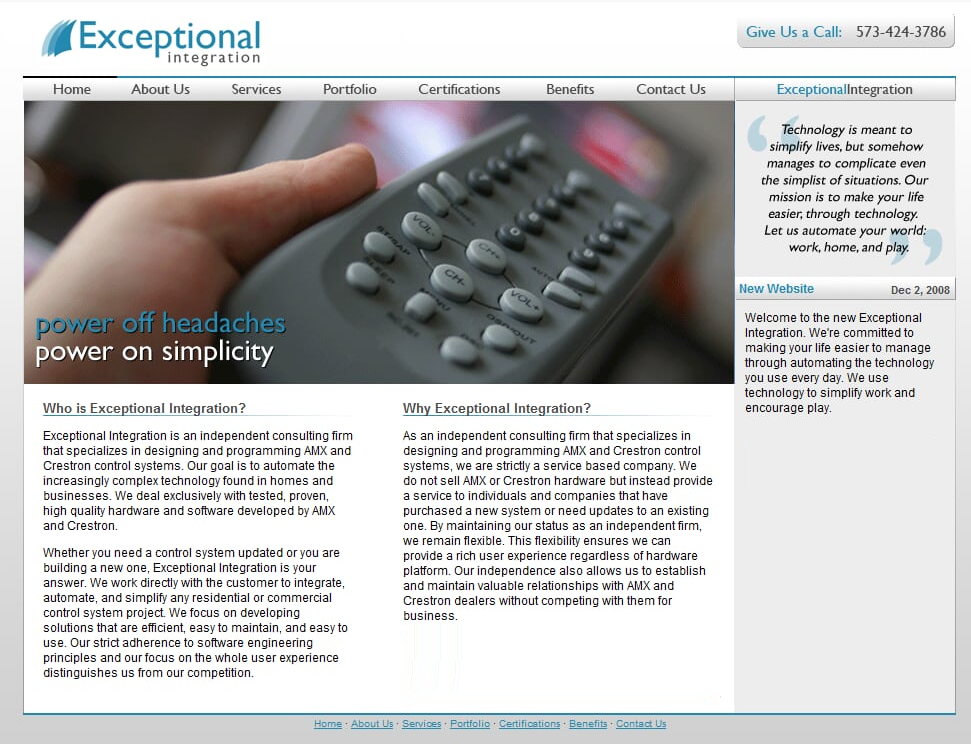 Exceptional
integration
Give Us a Call: 573-424-3786
Home About Us Services Portfolio Certifications Benefits Contact Us
ExceptionalIntegration
VOL-
CH+
CH-
VOL+
SLEEP
MENU
power off headaches
power on simplicity
“Technology is meant to
simplify lives, but somehow
manages to complicate even
the simplist of situations. Our
mission is to make your life
easier, through technology.
Let us automate your world:
work, home, and play.”
New Website Dec 2, 2008
Welcome to the new Exceptional
Integration. We're committed to
making your life easier to manage
through automating the technology
you use every day. We use
technology to simplify work and
encourage play.
Who is Exceptional Integration?
Exceptional Integration is an independent consulting firm
that specializes in designing and programming AMX and
Crestron control systems. Our goal is to automate the
increasingly complex technology found in homes and
businesses. We deal exclusively with tested, proven,
high quality hardware and software developed by AMX
and Crestron.
Whether you need a control system updated or you are
building a new one, Exceptional Integration is your
answer. We work directly with the customer to integrate,
automate, and simplify any residential or commercial
control system project. We focus on developing
solutions that are efficient, easy to maintain, and easy to
use. Our strict adherence to software engineering
principles and our focus on the whole user experience
distinguishes us from our competition.
Why Exceptional Integration?
As an independent consulting firm that specializes in
designing and programming AMX and Crestron control
systems, we are strictly a service based company. We
do not sell AMX or Crestron hardware but instead provide
a service to individuals and companies that have
purchased a new system or need updates to an existing
one. By maintaining our status as an independent firm,
we remain flexible. This flexibility ensures we can
provide a rich user experience regardless of hardware
platform. Our independence also allows us to establish
and maintain valuable relationships with AMX and
Crestron dealers without competing with them for
business.
Home · About Us · Services · Portfolio · Certifications · Benefits · Contact Us